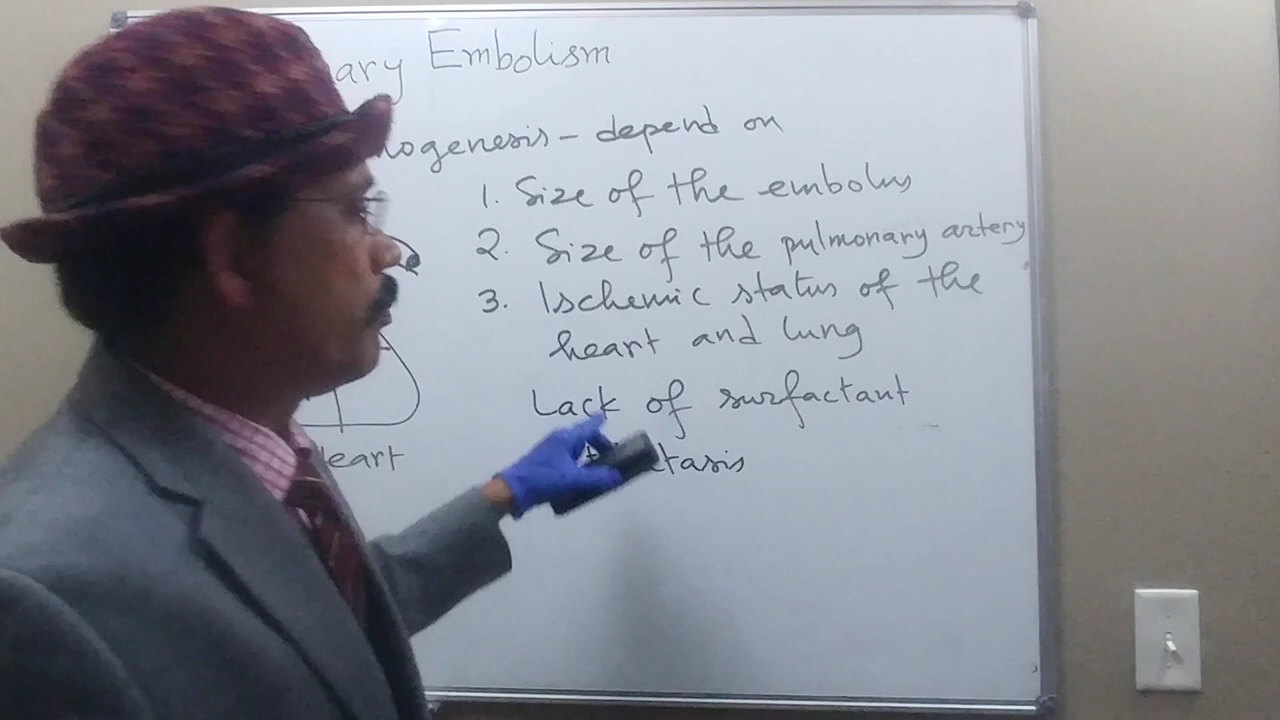 ary Embolism
ogenesis - depend on
1. Size of the embolus
2. Size of the pulmonary artery
3. Ischemic status of the
heart and lung
Lack of surfactant
tasis
eart